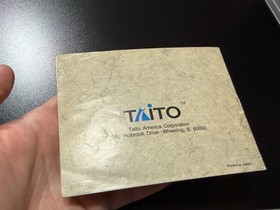 TAITO™
Taito America Corporation
390 Holbrook Drive · Wheeling, IL 60090
Printed in Japan